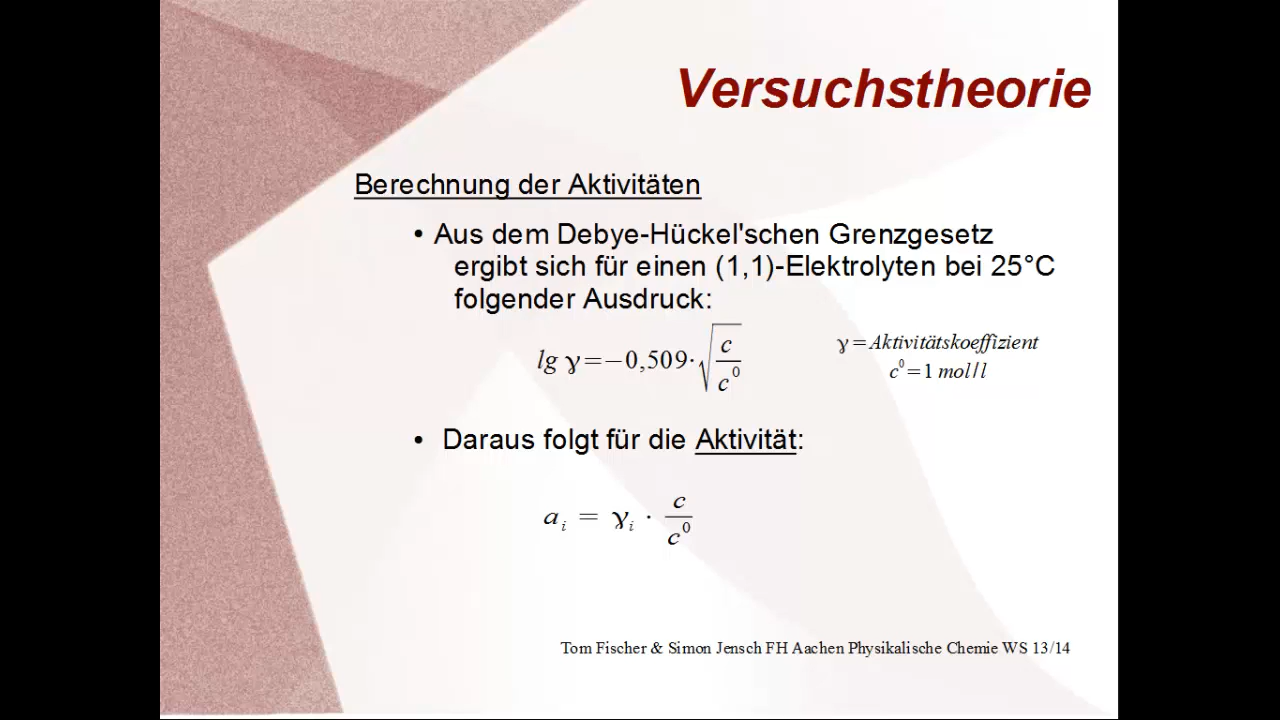 Versuchstheorie
Berechnung der Aktivitäten
• Aus dem Debye-Hückel'schen Grenzgesetz
ergibt sich für einen (1,1)-Elektrolyten bei 25°C
folgender Ausdruck:
lg γ=−0,509·√(c/c⁰)
γ=Aktivitätskoeffizient
c⁰=1 mol/l
• Daraus folgt für die Aktivität:
aᵢ = γᵢ · c/c⁰
Tom Fischer & Simon Jensch FH Aachen Physikalische Chemie WS 13/14